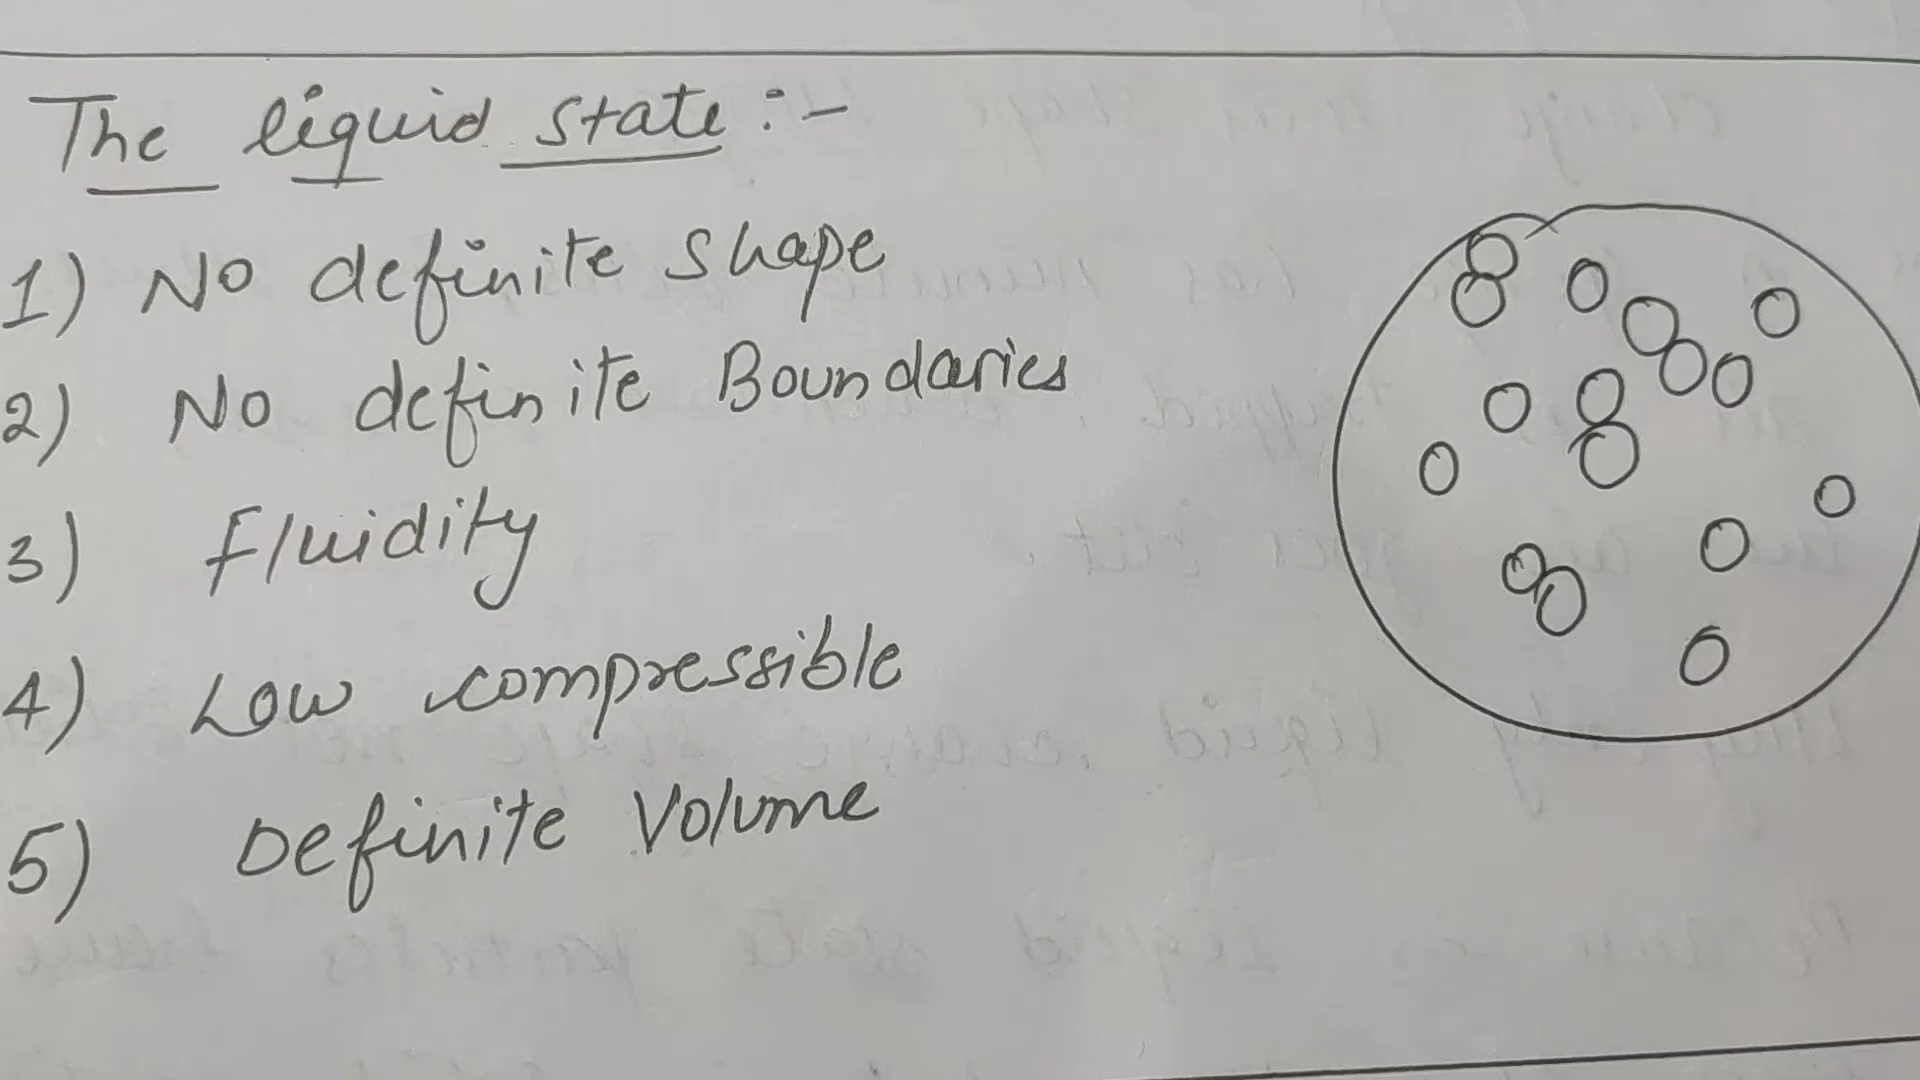 The liquid state :-
1) No definite shape
2) No definite Boundaries
3) Fluidity
4) Low compressible
5) Definite Volume